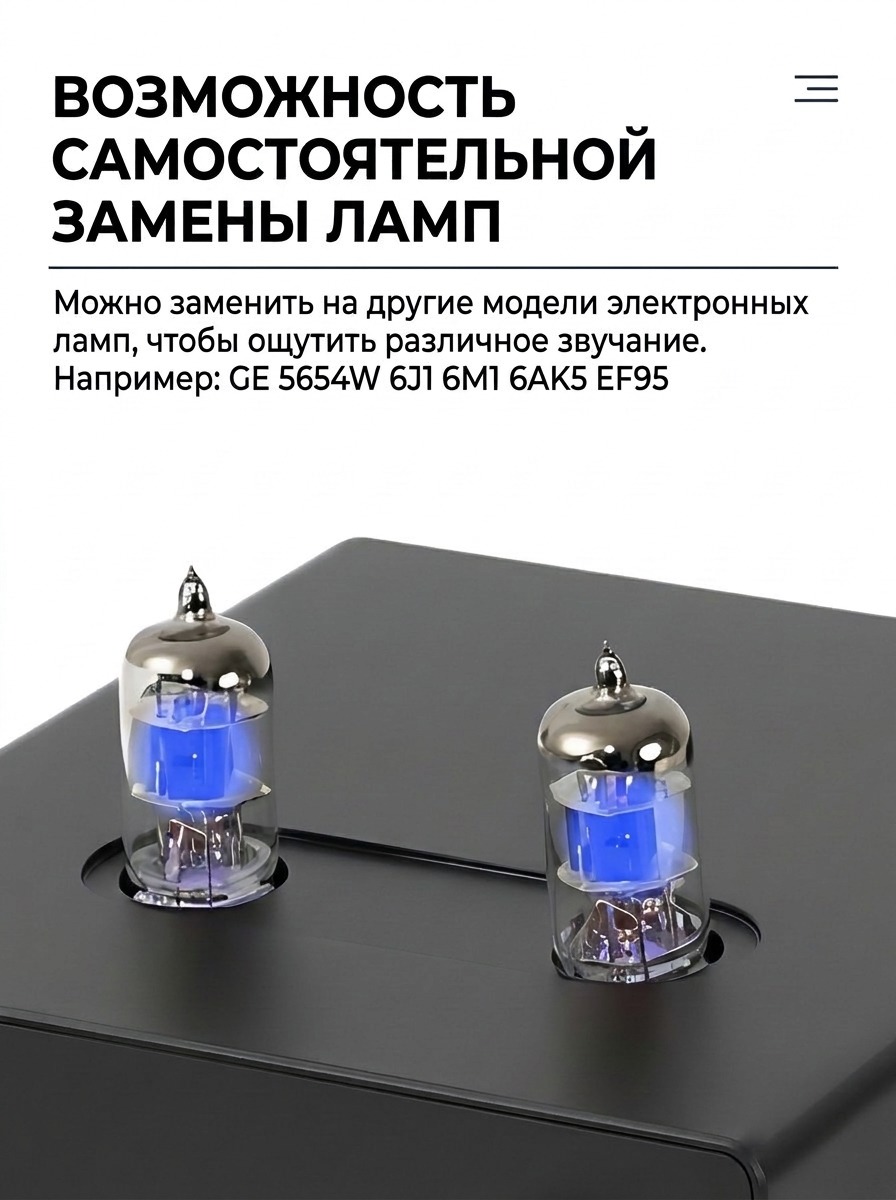 ВОЗМОЖНОСТЬ
САМОСТОЯТЕЛЬНОЙ
ЗАМЕНЫ ЛАМП
Можно заменить на другие модели электронных
ламп, чтобы ощутить различное звучание.
Например: GE 5654W 6J1 6M1 6AK5 EF95